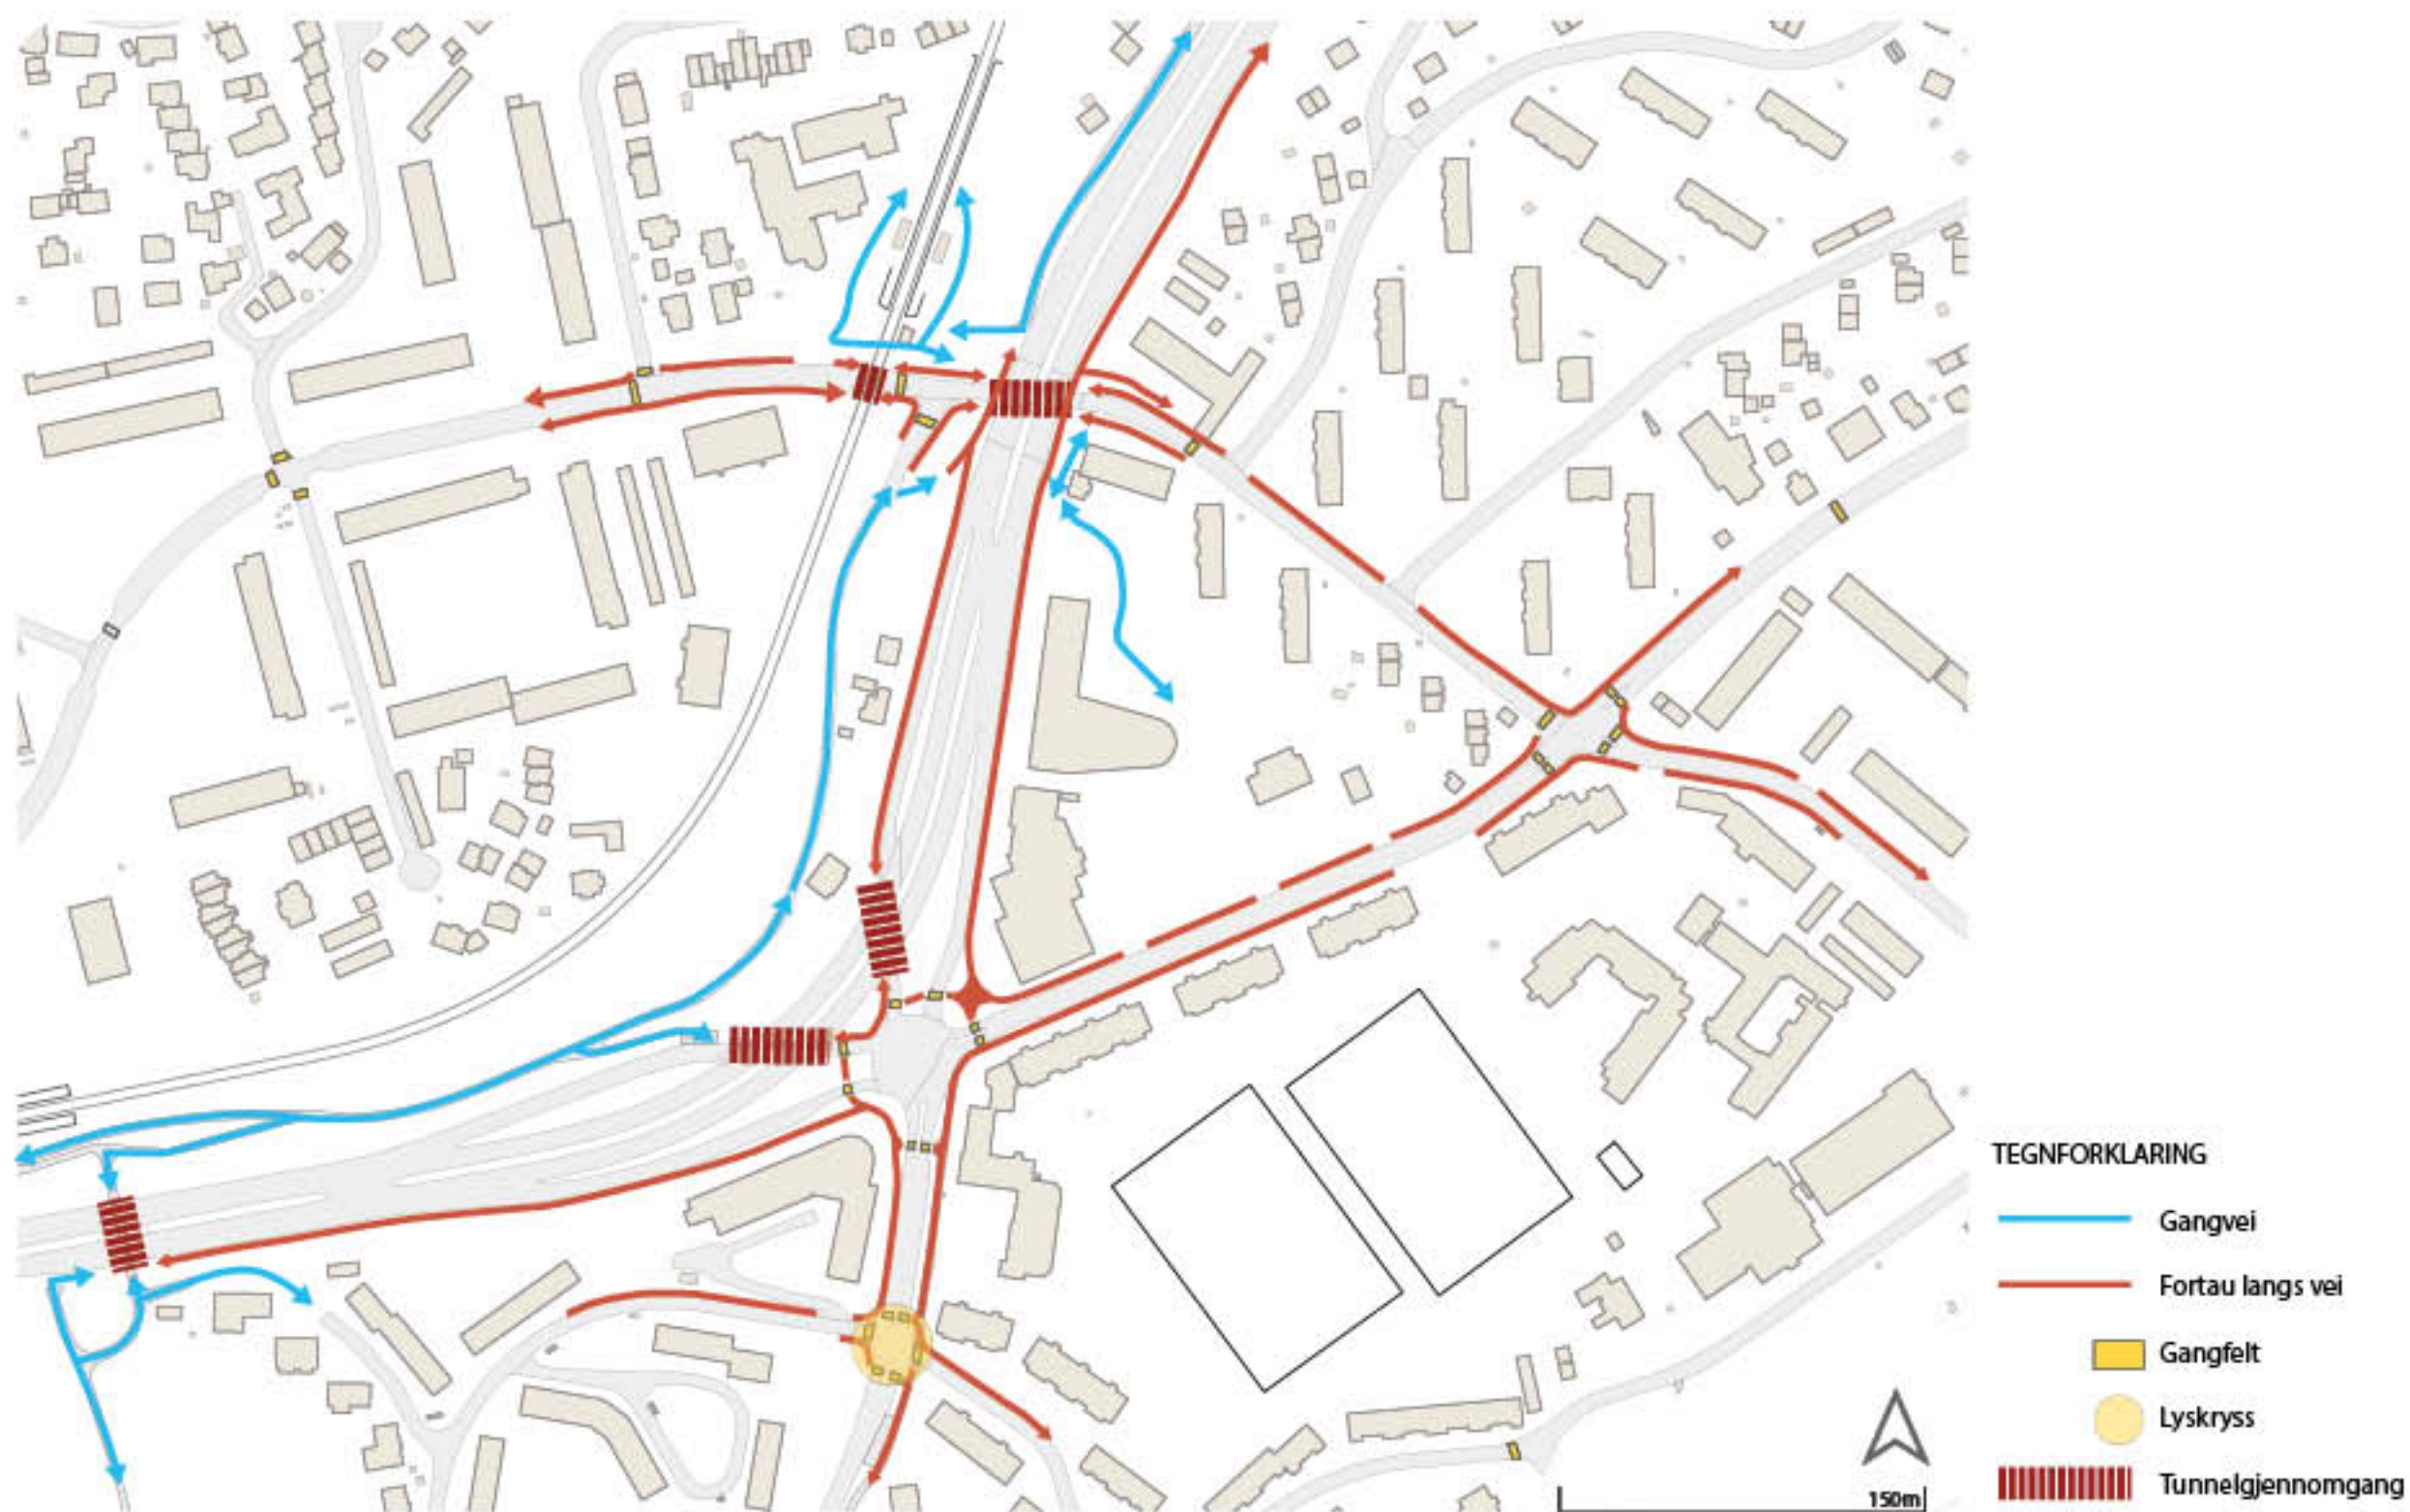 TEGNFORKLARING
Gangvei
Fortau langs vei
Gangfelt
Lyskryss
Tunnelgjennomgang
150m